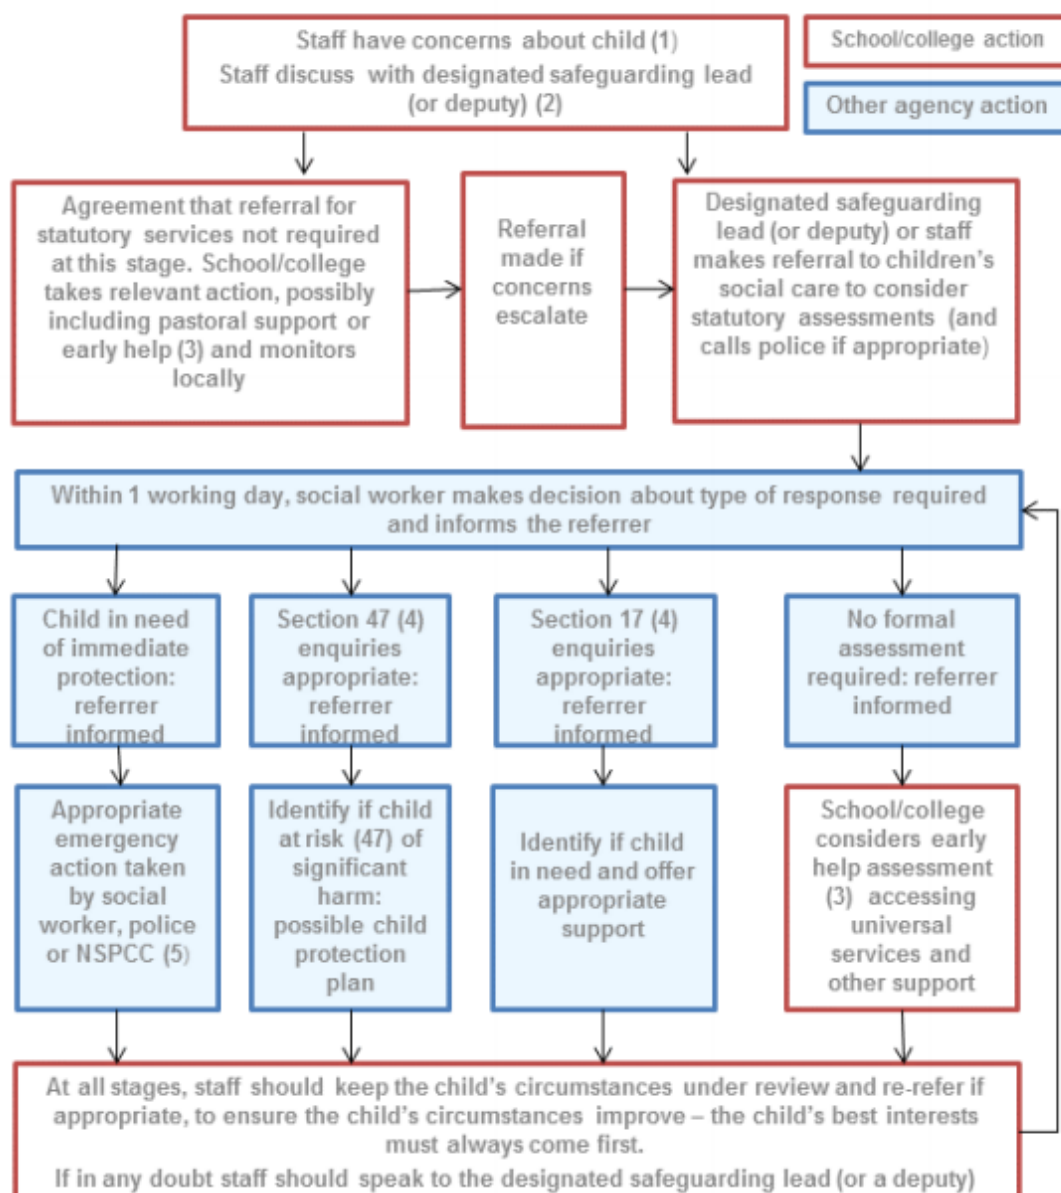 Staff have concerns about child (1)
Staff discuss with designated safeguarding lead
(or deputy) (2)
School/college action
Other agency action
Agreement that referral for
statutory services not required
at this stage. School/college
takes relevant action, possibly
including pastoral support or
early help (3) and monitors
locally
Referral
made if
concerns
escalate
Designated safeguarding
lead (or deputy) or staff
makes referral to children's
social care to consider
statutory assessments (and
calls police if appropriate)
Within 1 working day, social worker makes decision about type of response required
and informs the referrer
Child in need
of immediate
protection:
referrer
informed
Section 47 (4)
enquiries
appropriate:
referrer
informed
Section 17 (4)
enquiries
appropriate:
referrer
informed
No formal
assessment
required: referrer
informed
Appropriate
emergency
action taken
by social
worker, police
or NSPCC (5)
Identify if child
at risk (47) of
significant
harm:
possible child
protection
plan
Identify if child
in need and offer
appropriate
support
School/college
considers early
help assessment
(3) accessing
universal
services and
other support
At all stages, staff should keep the child's circumstances under review and re-refer if
appropriate, to ensure the child's circumstances improve – the child's best interests
must always come first.
If in any doubt staff should speak to the designated safeguarding lead (or a deputy)